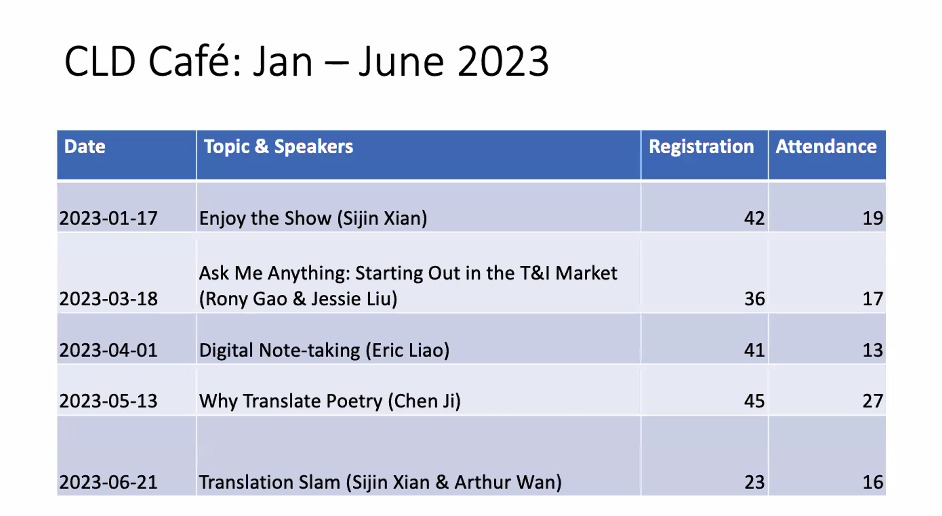 CLD Café: Jan – June 2023
Date Topic & Speakers Registration Attendance
2023-01-17 Enjoy the Show (Sijin Xian) 42 19
Ask Me Anything: Starting Out in the T&I Market
2023-03-18 (Rony Gao & Jessie Liu) 36 17
2023-04-01 Digital Note-taking (Eric Liao) 41 13
2023-05-13 Why Translate Poetry (Chen Ji) 45 27
2023-06-21 Translation Slam (Sijin Xian & Arthur Wan) 23 16